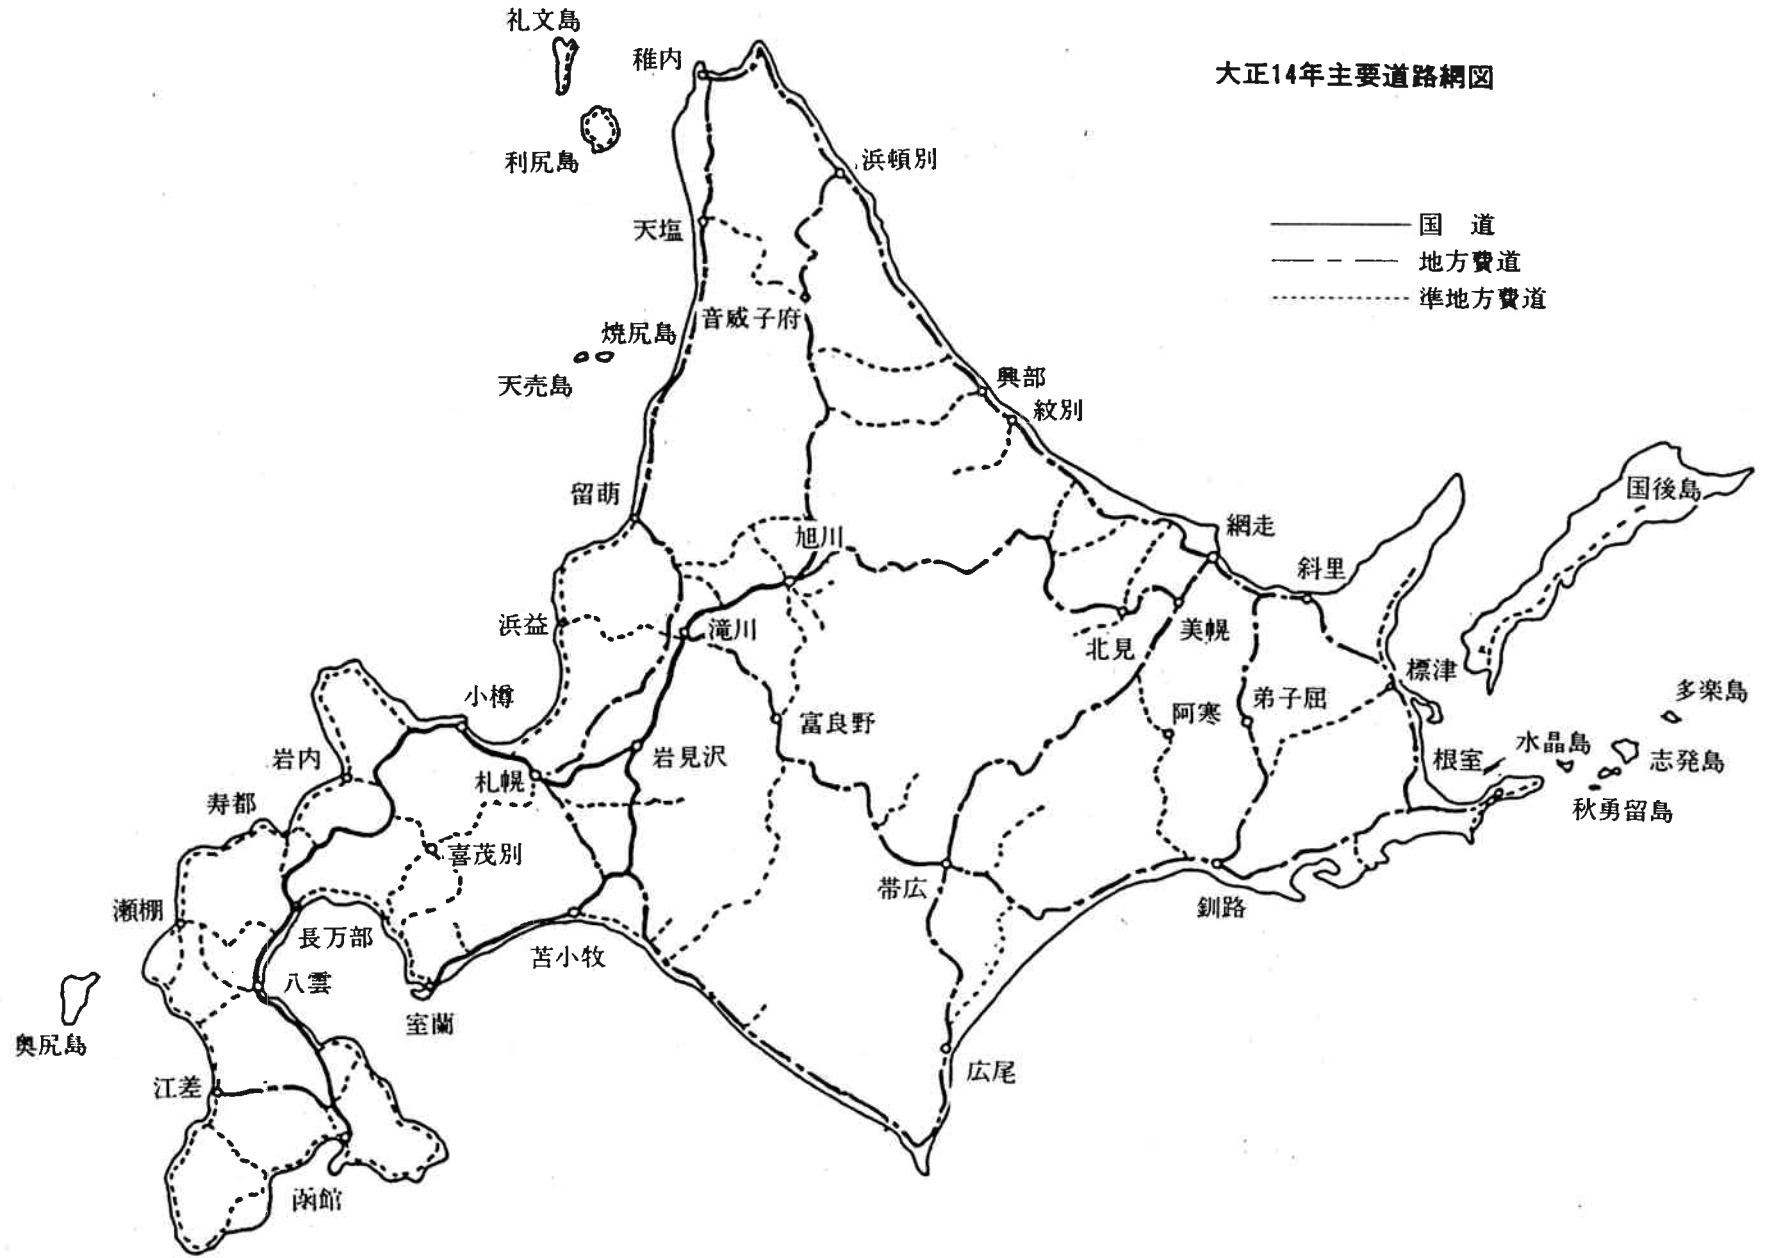 大正14年主要道路網図
国　道
地方費道
準地方費道
礼文島
稚内
利尻島
浜頓別
天塩
音威子府
焼尻島
天売島
興部
紋別
留萌
旭川
網走
斜里
国後島
浜益
滝川
北見
美幌
標津
小樽
富良野
阿寒
弟子屈
多楽島
岩内
札幌
岩見沢
根室
水晶島
志発島
寿都
秋勇留島
喜茂別
帯広
釧路
瀬棚
長万部
苫小牧
八雲
室蘭
奥尻島
江差
広尾
函館